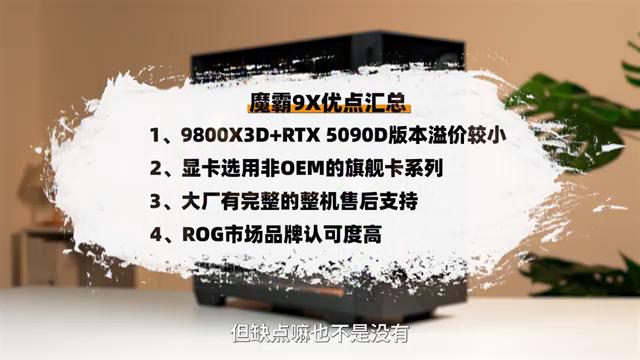 魔霸9X优点汇总
1、9800X3D+RTX 5090D版本溢价较小
2、显卡选用非OEM的旗舰卡系列
3、大厂有完整的整机售后支持
4、ROG市场品牌认可度高
但缺点嘛也不是没有